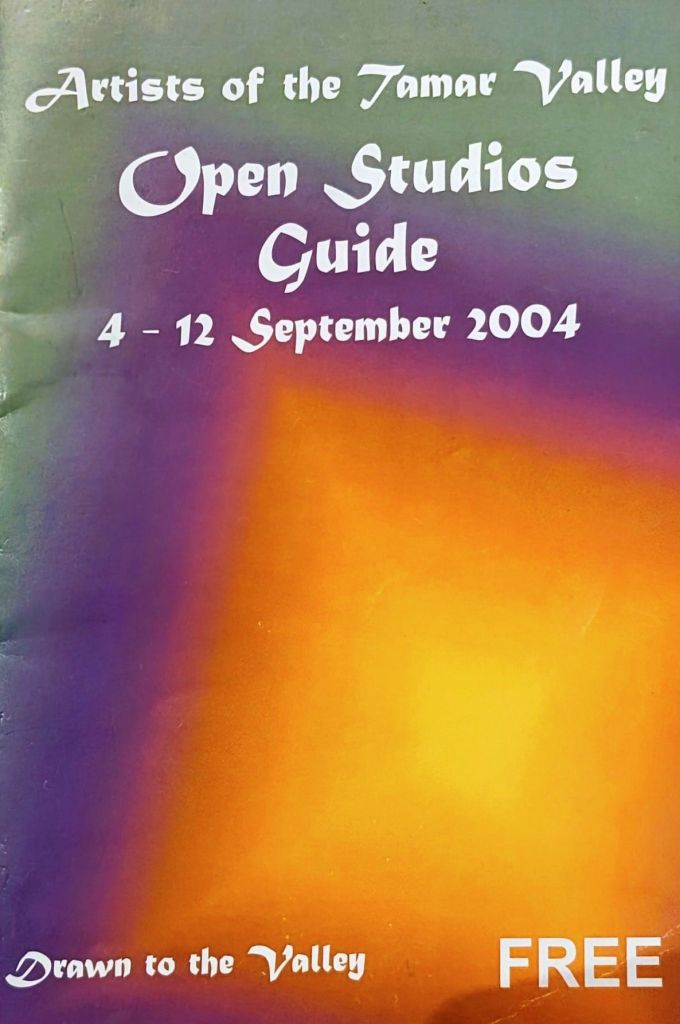 Artists of the Tamar Valley
Open Studios
Guide
4 - 12 September 2004
Drawn to the Valley
FREE